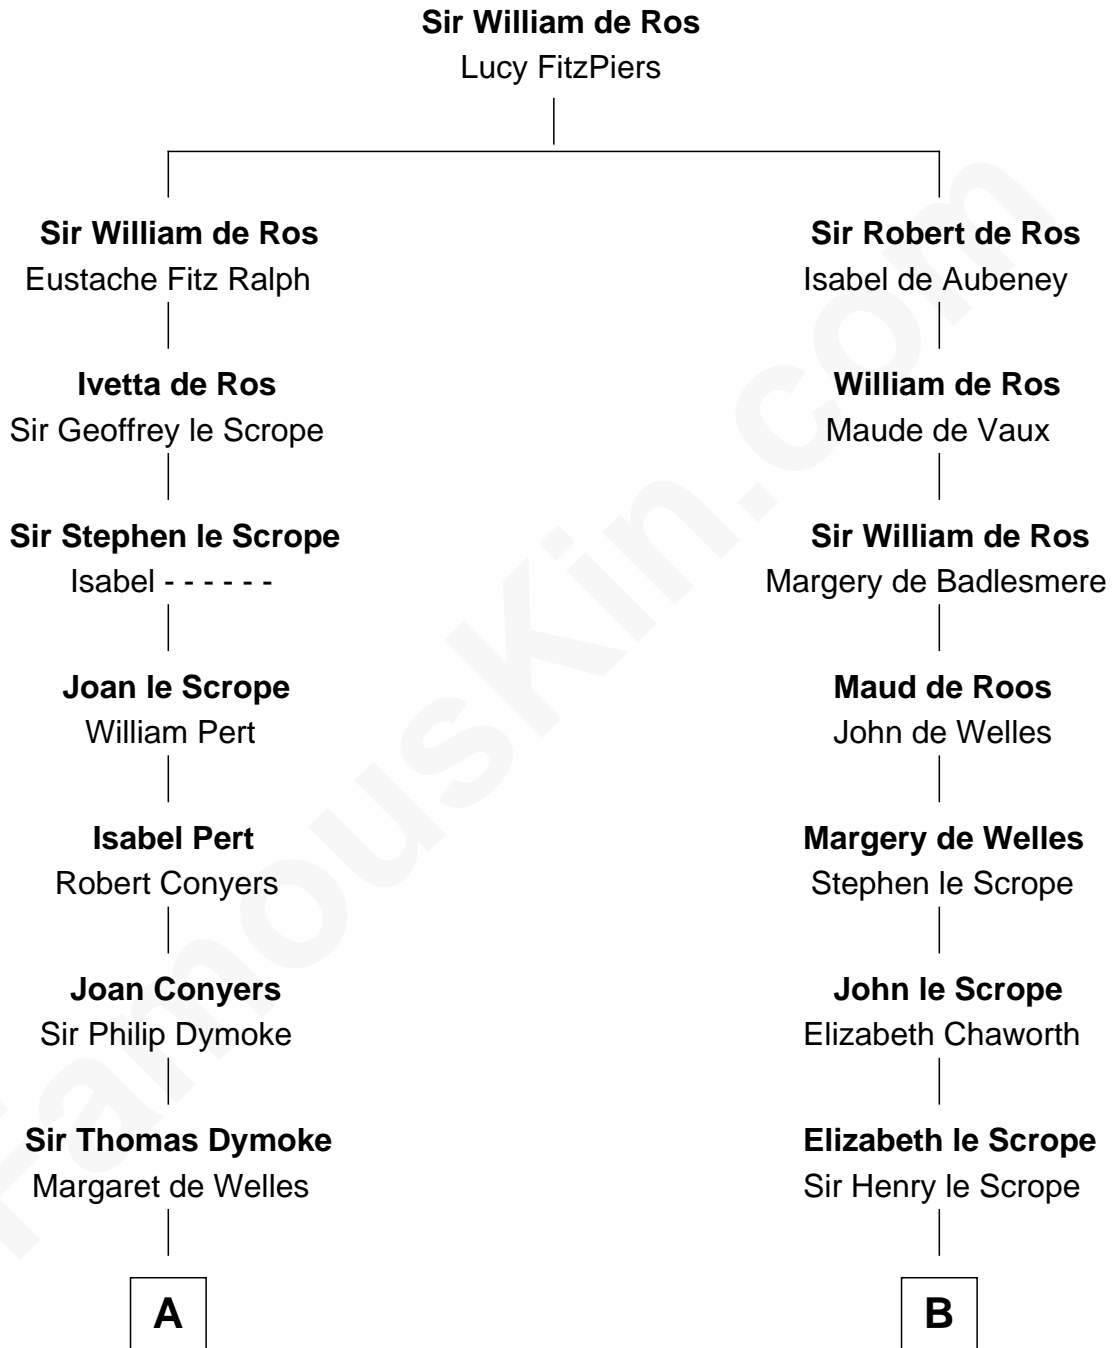 Sir William de Ros
Lucy FitzPiers
Sir William de Ros
Eustache Fitz Ralph
Sir Robert de Ros
Isabel de Aubeney
Ivetta de Ros
Sir Geoffrey le Scrope
William de Ros
Maude de Vaux
Sir Stephen le Scrope
Isabel - - - - - -
Sir William de Ros
Margery de Badlesmere
Joan le Scrope
William Pert
Maud de Roos
John de Welles
Isabel Pert
Robert Conyers
Margery de Welles
Stephen le Scrope
Joan Conyers
Sir Philip Dymoke
John le Scrope
Elizabeth Chaworth
Sir Thomas Dymoke
Margaret de Welles
Elizabeth le Scrope
Sir Henry le Scrope
A
B
FamousKin.com